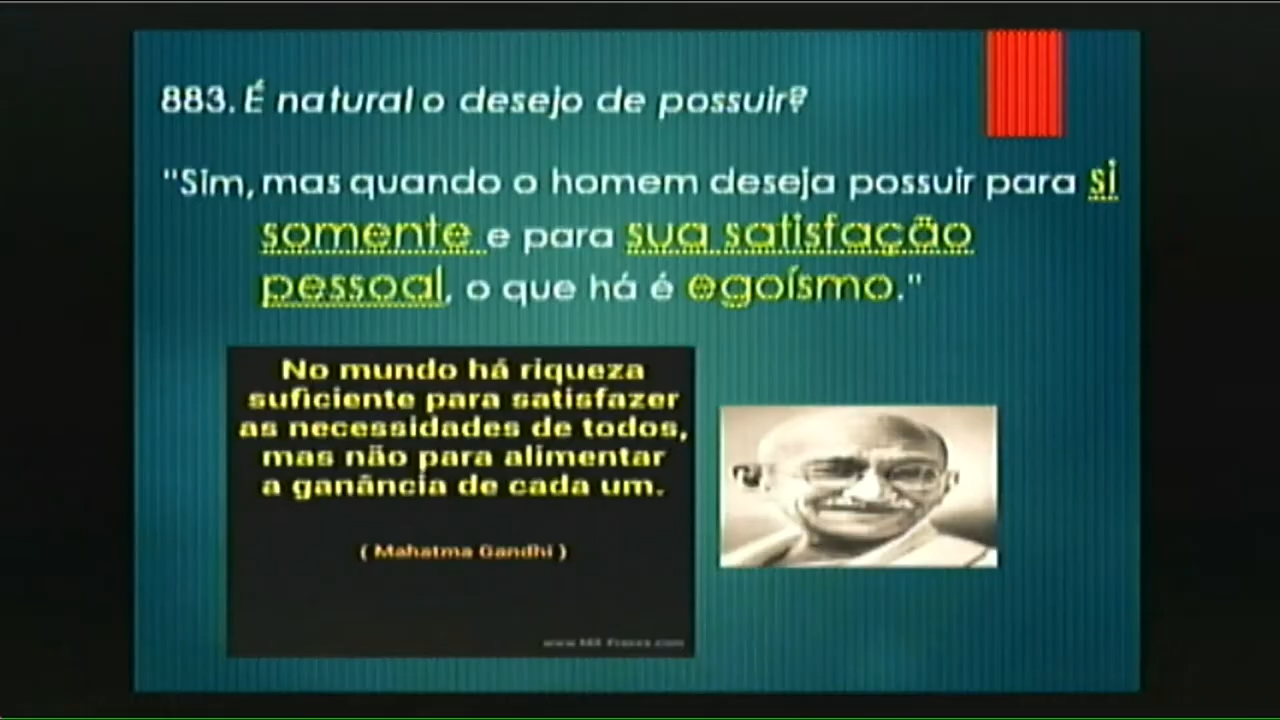 883. É natural o desejo de possuir?
"Sim, mas quando o homem deseja possuir para si
somente e para sua satisfação
pessoal, o que há é egoísmo."
No mundo há riqueza
suficiente para satisfazer
as necessidades de todos,
mas não para alimentar
a ganância de cada um.
( Mahatma Gandhi )